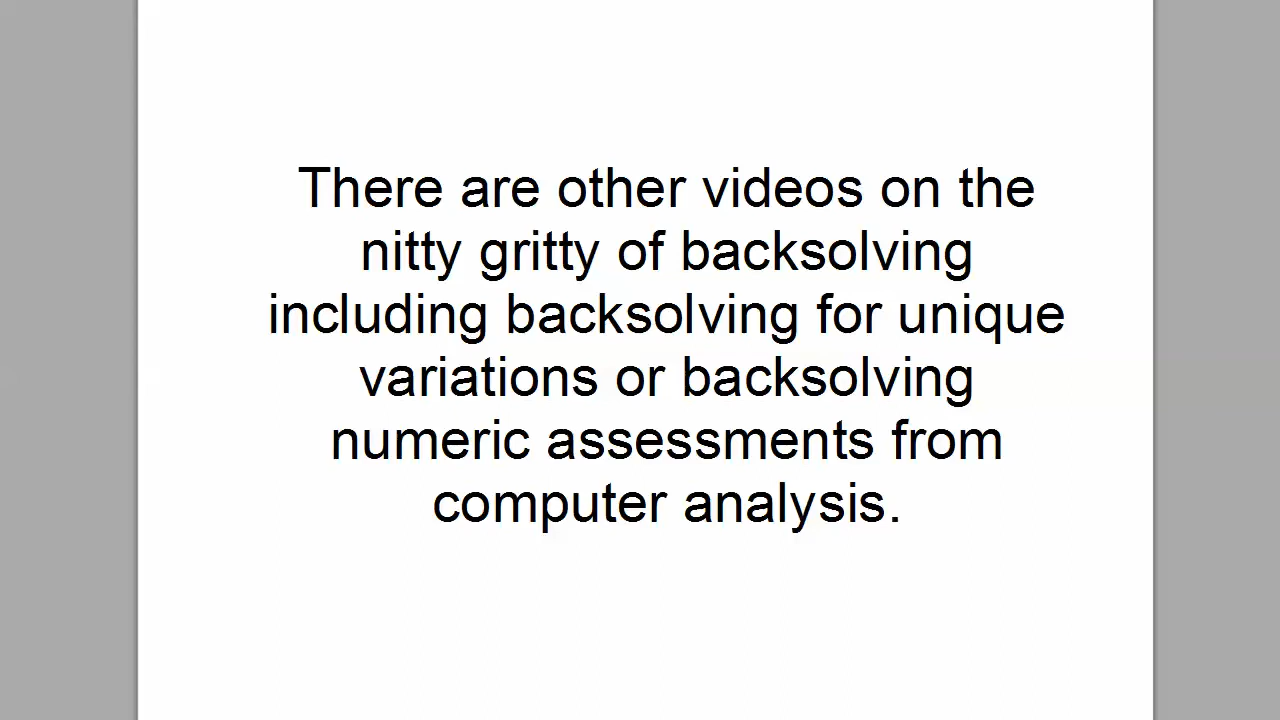 There are other videos on the
nitty gritty of backsolving
including backsolving for unique
variations or backsolving
numeric assessments from
computer analysis.